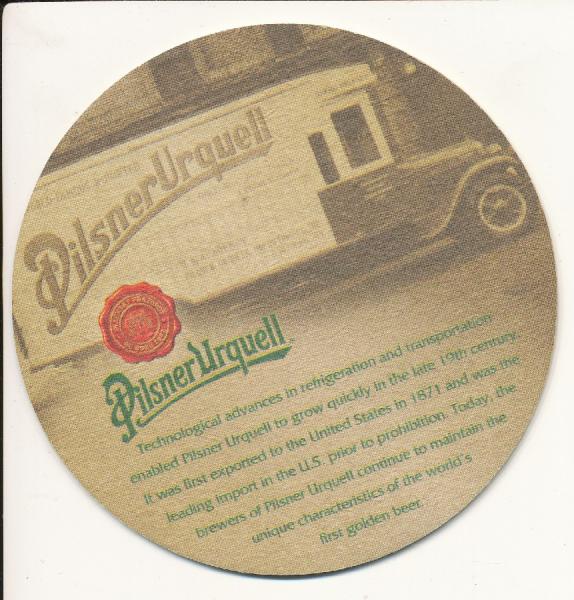 Pilsner Urquell
Pilsner Urquell
Technological advances in refrigeration and transportation
enabled Pilsner Urquell to grow quickly in the late 19th century.
It was first exported to the United States in 1871 and was the
leading import in the U.S. prior to prohibition. Today, the
brewers of Pilsner Urquell continue to maintain the
unique characteristics of the world's
first golden beer.